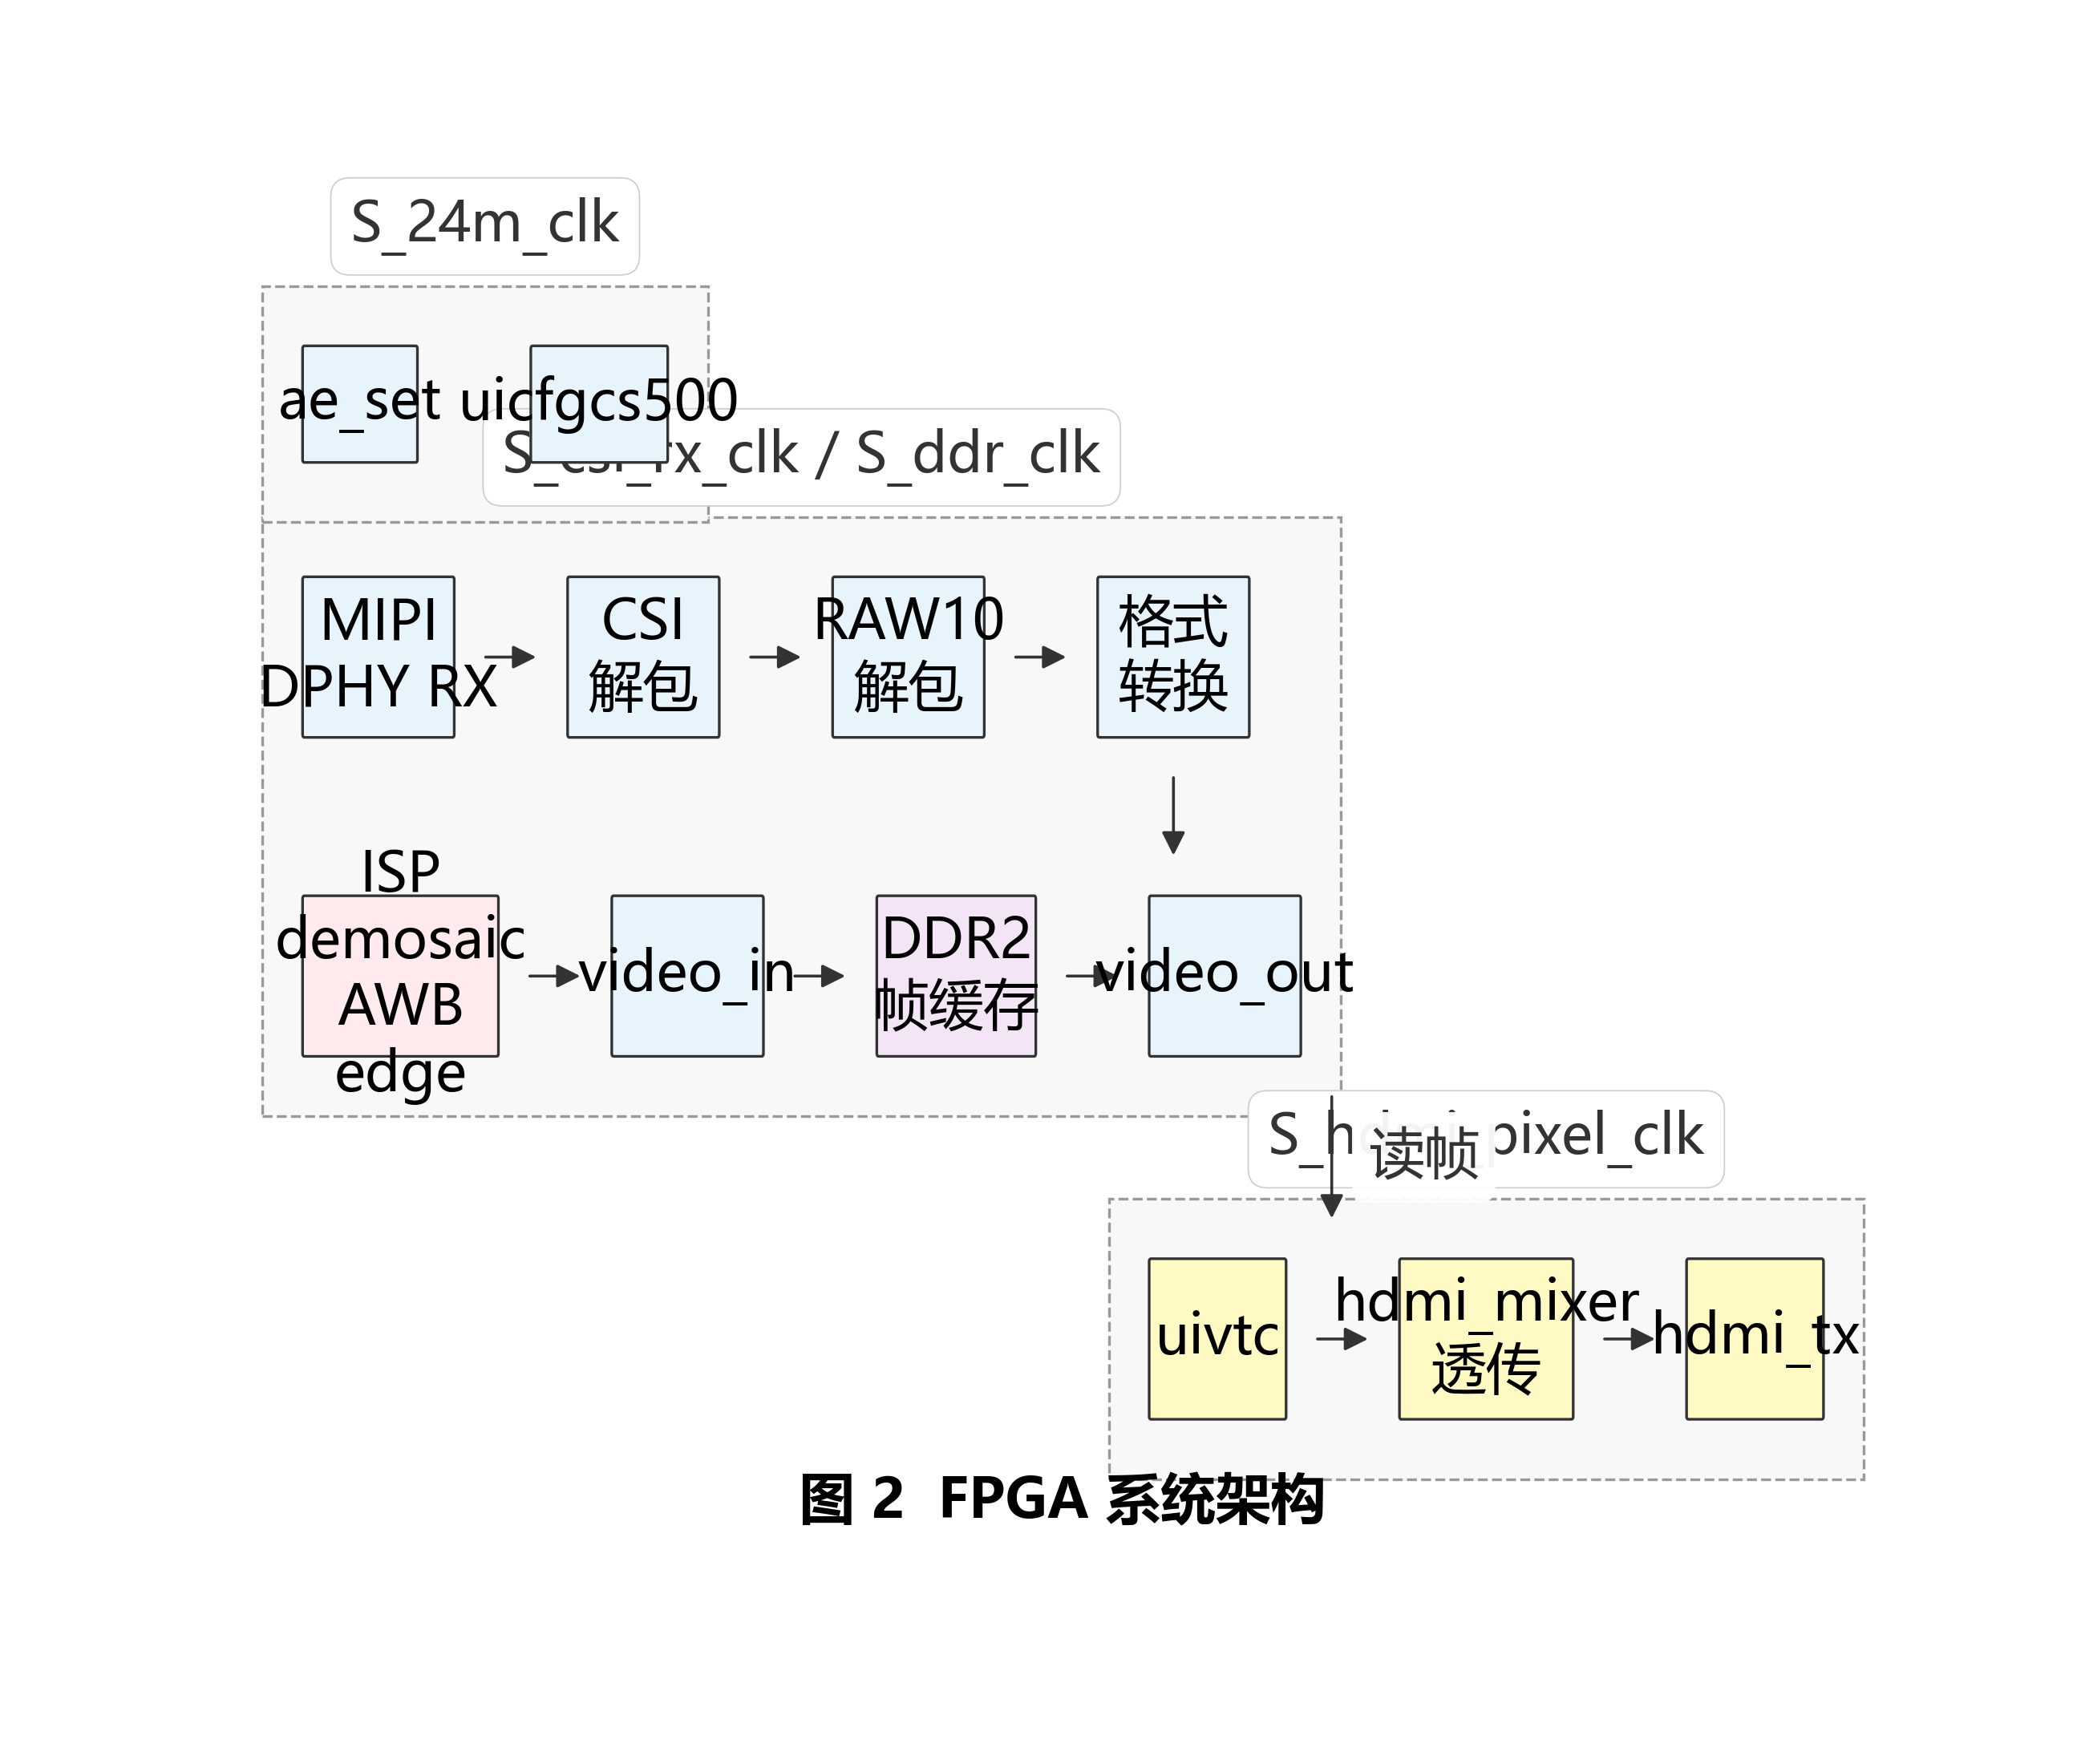 S_24m_clk
ae_set
uicfgcs500
S_csi_rx_clk / S_ddr_clk
MIPI
DPHY RX
CSI
解包
RAW10
解包
格式
转换
ISP
demosaic
AWB
edge
video_in
DDR2
帧缓存
video_out
S_hdmi_pixel_clk
读帧
uivtc
hdmi_mixer
透传
hdmi_tx
图 2 FPGA 系统架构